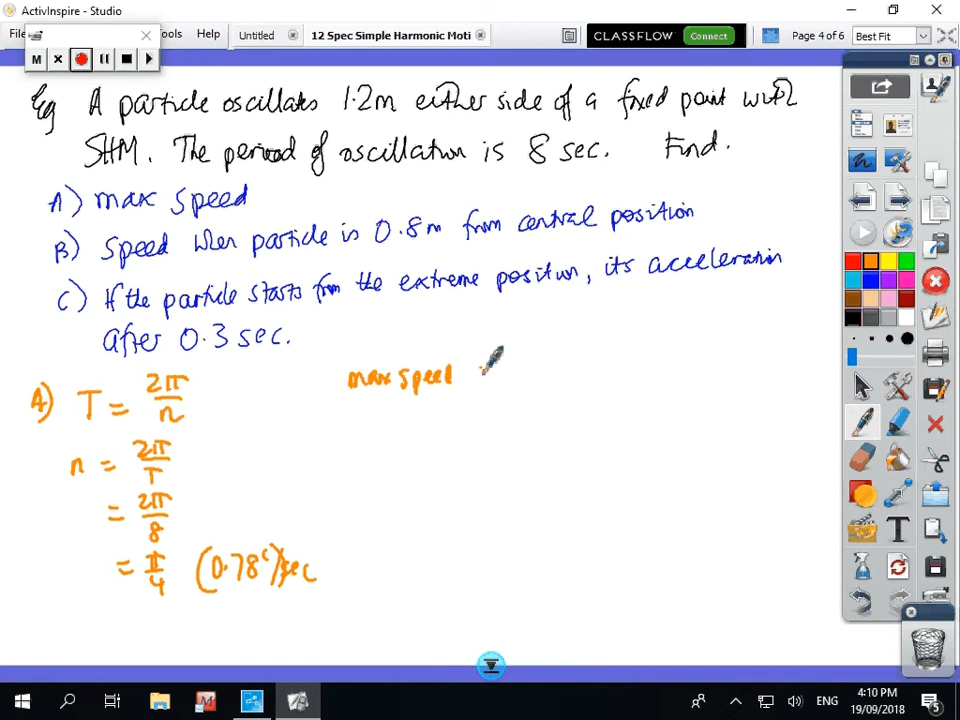 ActivInspire - Studio
File
Tools
Help
Untitled
12 Spec Simple Harmonic Moti
CLASSFLOW
Connect
Page 4 of 6
Best Fit
M
Eg A particle oscillates 1.2m either side of a fixed point with
SHM. The period of oscillation is 8 sec. Find.
A) max speed
B) Speed when particle is 0.8m from central position
C) If the particle starts from the extreme position, its acceleration
after 0.3 sec.
A) T = 2π/n
max speed
n = 2π/T
= 2π/8
= π/4 (0.78ᶜ)/sec
T
ENG
4:10 PM
19/09/2018
5